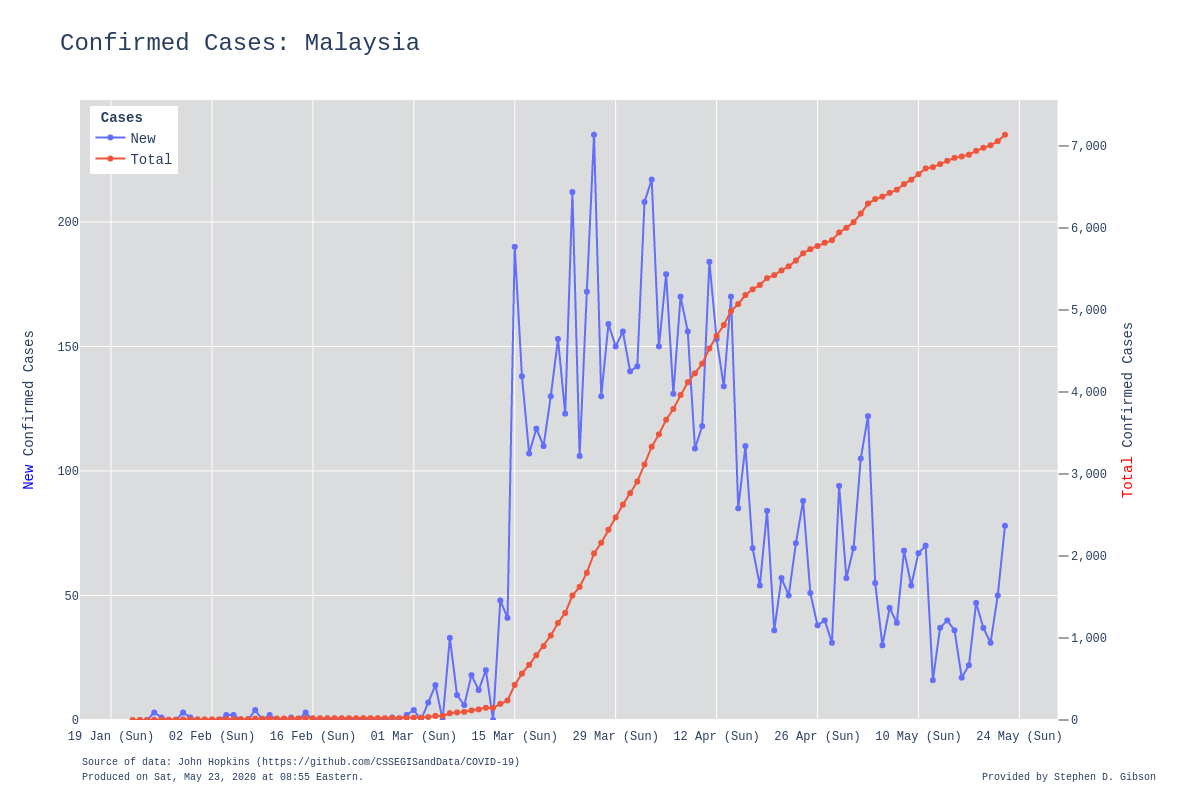 Confirmed Cases: Malaysia
Cases
New
Total
200
150
100
50
0
7,000
6,000
5,000
4,000
3,000
2,000
1,000
0
New Confirmed Cases
Total Confirmed Cases
19 Jan (Sun) 02 Feb (Sun) 16 Feb (Sun) 01 Mar (Sun) 15 Mar (Sun) 29 Mar (Sun) 12 Apr (Sun) 26 Apr (Sun) 10 May (Sun) 24 May (Sun)
Source of data: John Hopkins (https://github.com/CSSEGISandData/COVID-19)
Produced on Sat, May 23, 2020 at 08:55 Eastern.
Provided by Stephen D. Gibson